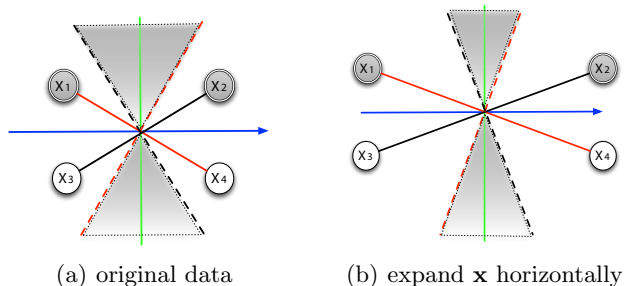 X1 X2
X3 X4
(a) original data
X1 X2
X3 X4
(b) expand x horizontally